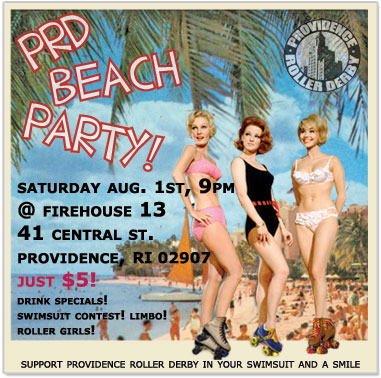 PRD
BEACH
PARTY!
PROVIDENCE
ROLLER DERBY
SATURDAY AUG. 1ST, 9PM
@ FIREHOUSE 13
41 CENTRAL ST.
PROVIDENCE, RI 02907
JUST $5!
DRINK SPECIALS!
SWIMSUIT CONTEST! LIMBO!
ROLLER GIRLS!
SUPPORT PROVIDENCE ROLLER DERBY IN YOUR SWIMSUIT AND A SMILE